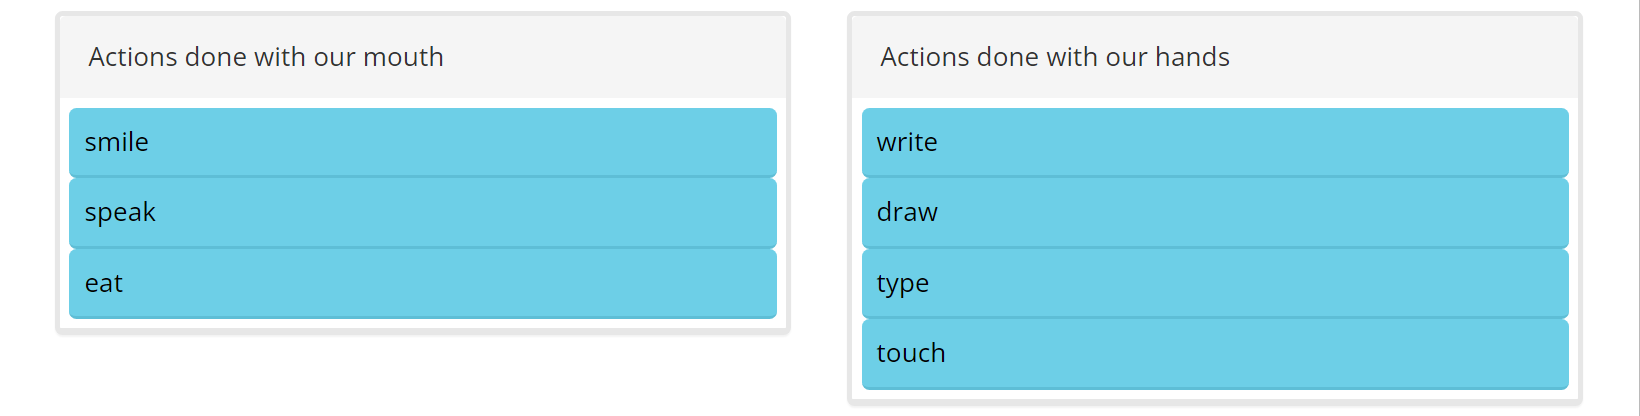 Actions done with our mouth
smile
speak
eat
Actions done with our hands
write
draw
type
touch